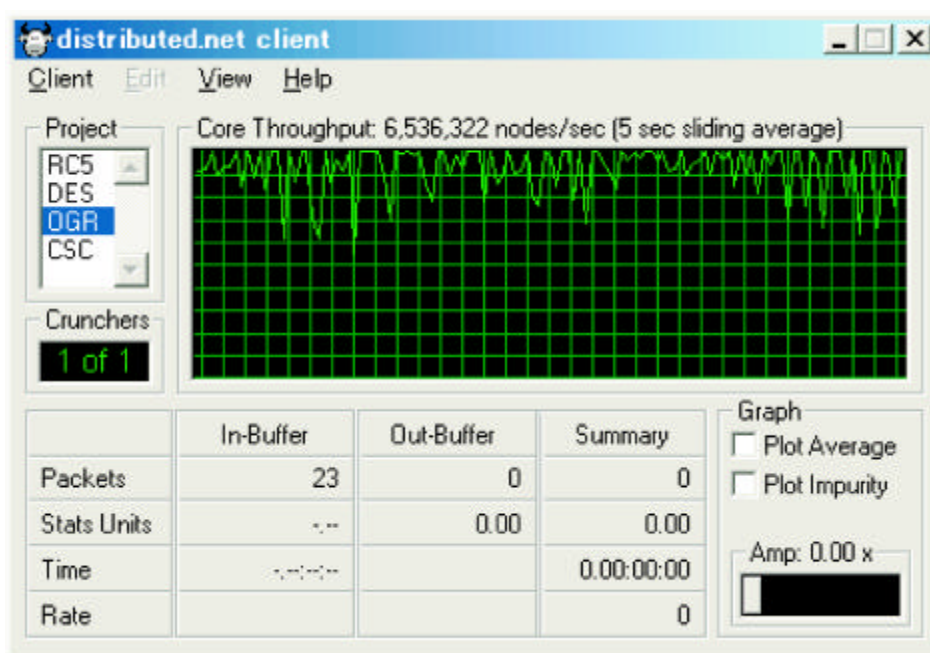 distributed.net client
Client Edit View Help
Project
RC5
DES
OGR
CSC
Crunchers
1 of 1
Core Throughput: 6,536,322 nodes/sec (5 sec sliding average)
In-Buffer Out-Buffer Summary
Packets 23 0 0
Stats Units -.-- 0.00 0.00
Time -.--:--:-- 0.00:00:00
Rate 0
Graph
Plot Average
Plot Impurity
Amp: 0.00 x